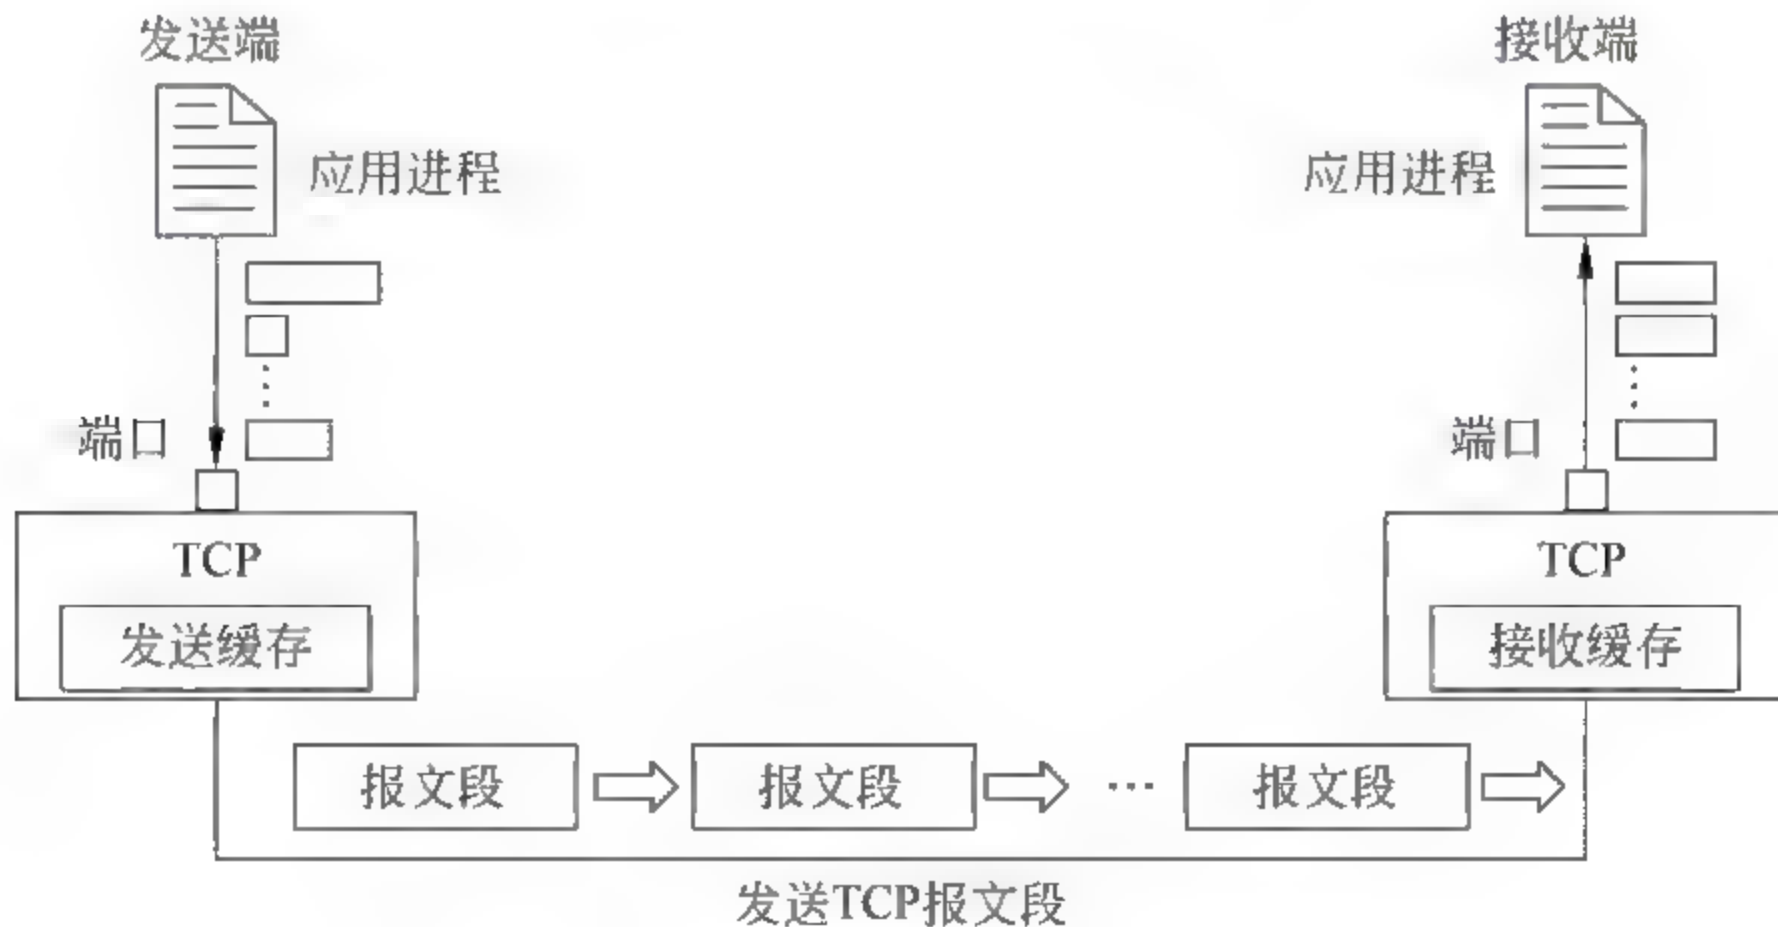 发送端
接收端
应用进程
应用进程
端口
端口
TCP
TCP
发送缓存
接收缓存
报文段
报文段
…
报文段
发送TCP报文段